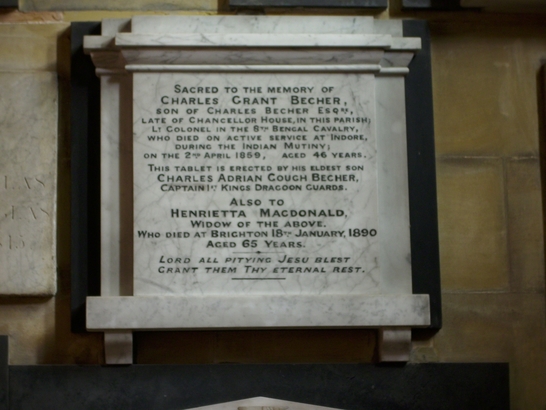 Sacred to the memory of
Charles Grant Becher,
son of Charles Becher Esqre,
late of Chancellor House, in this parish;
Lt Colonel in the 8th Bengal Cavalry,
who died on active service at Indore,
during the Indian Mutiny;
on the 2nd April 1859, aged 46 years.
This tablet is erected by his eldest son
Charles Adrian Gough Becher,
Captain 1st Kings Dragoon Guards.
Also to
Henrietta Macdonald,
Widow of the above.
Who died at Brighton 18th January, 1890
Aged 65 Years.
Lord all pitying Jesu blest
Grant them Thy eternal rest.